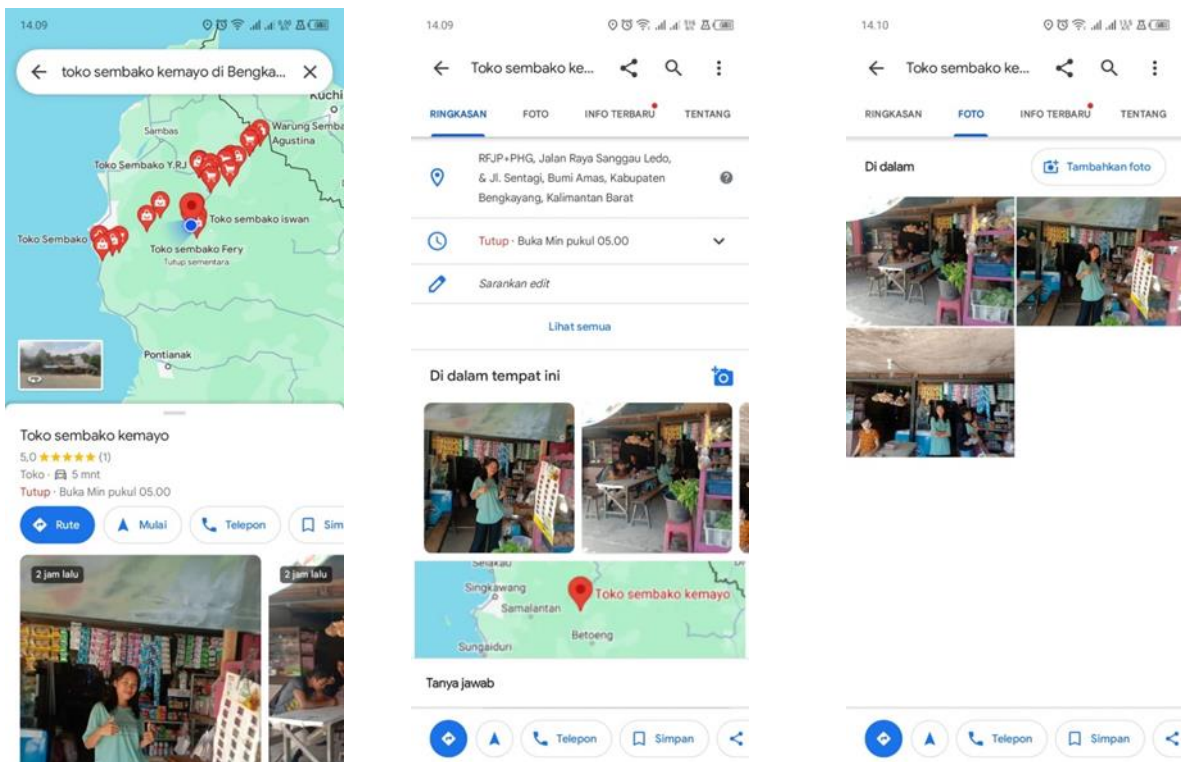 14.09
toko sembako kemayo di Bengka...
Kuchi
Sambas
Warung Semba
Agustina
Toko Sembako Y.RJ
Toko sembako iswan
Toko Sembako
Toko sembako Fery
Tutup sementara
Pontianak
Toko sembako kemayo
5,0 ★★★★★ (1)
Toko · 5 mnt
Tutup · Buka Min pukul 05.00
Rute
Mulai
Telepon
Sim
2 jam lalu
2 jam lalu
14.09
Toko sembako ke...
RINGKASAN FOTO INFO TERBARU TENTANG
RFJP+PHG, Jalan Raya Sanggau Ledo,
& Jl. Sentagi, Bumi Amas, Kabupaten
Bengkayang, Kalimantan Barat
Tutup · Buka Min pukul 05.00
Sarankan edit
Lihat semua
Di dalam tempat ini
Selakau
Singkawang
Toko sembako kemayo
Samalantan
Betoeng
Sungaiduri
Tanya jawab
Telepon
Simpan
14.10
Toko sembako ke...
RINGKASAN FOTO INFO TERBARU TENTANG
Di dalam
Tambahkan foto
Telepon
Simpan